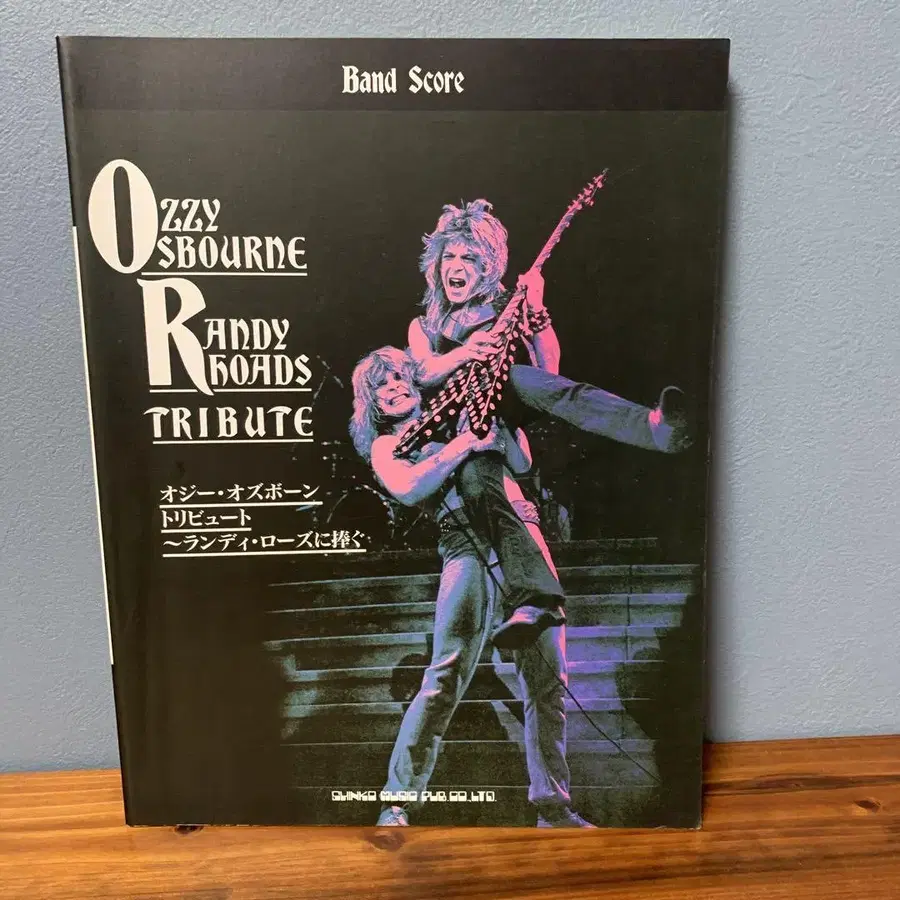 Band Score
OZZY
OSBOURNE
RANDY
RHOADS
TRIBUTE
オジー・オズボーン
トリビュート
～ランディ・ローズに捧ぐ
SHINKO MUSIC PUB.CO.,LTD.